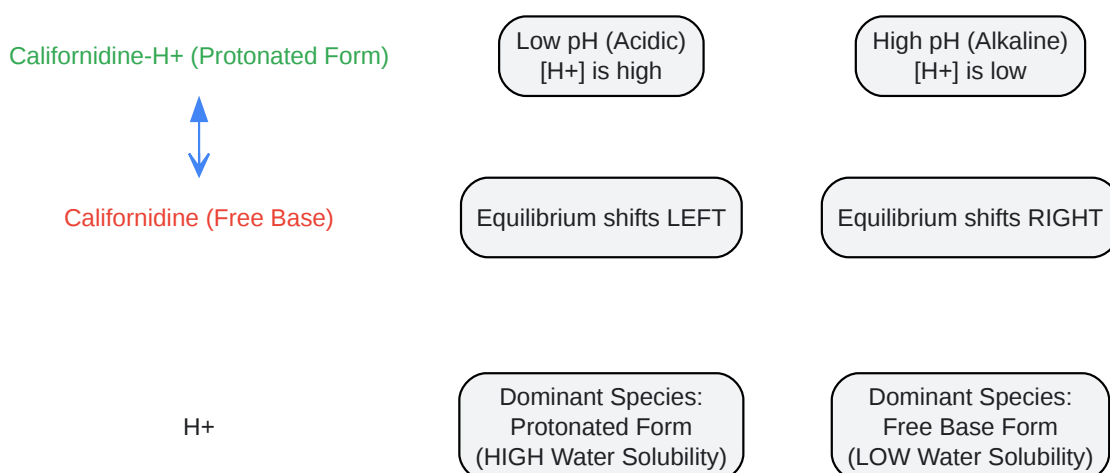 Californidine-H+ (Protonated Form)
Low pH (Acidic)
[H+] is high
High pH (Alkaline)
[H+] is low
Californidine (Free Base)
Equilibrium shifts LEFT
Equilibrium shifts RIGHT
H+
Dominant Species:
Protonated Form
(HIGH Water Solubility)
Dominant Species:
Free Base Form
(LOW Water Solubility)